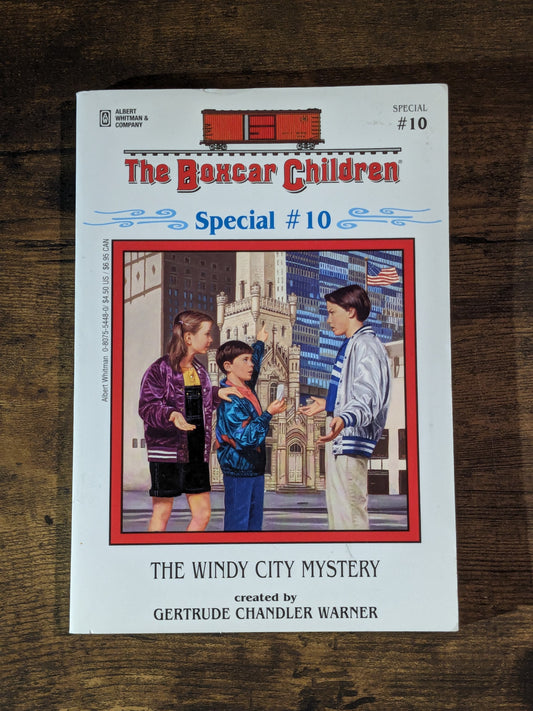 ALBERT
WHITMAN &
COMPANY
SPECIAL
#10
The Boxcar Children®
Special #10
Albert Whitman 0-8075-5448-0/ $4.50 US / $6.95 CAN
THE WINDY CITY MYSTERY
created by
GERTRUDE CHANDLER WARNER